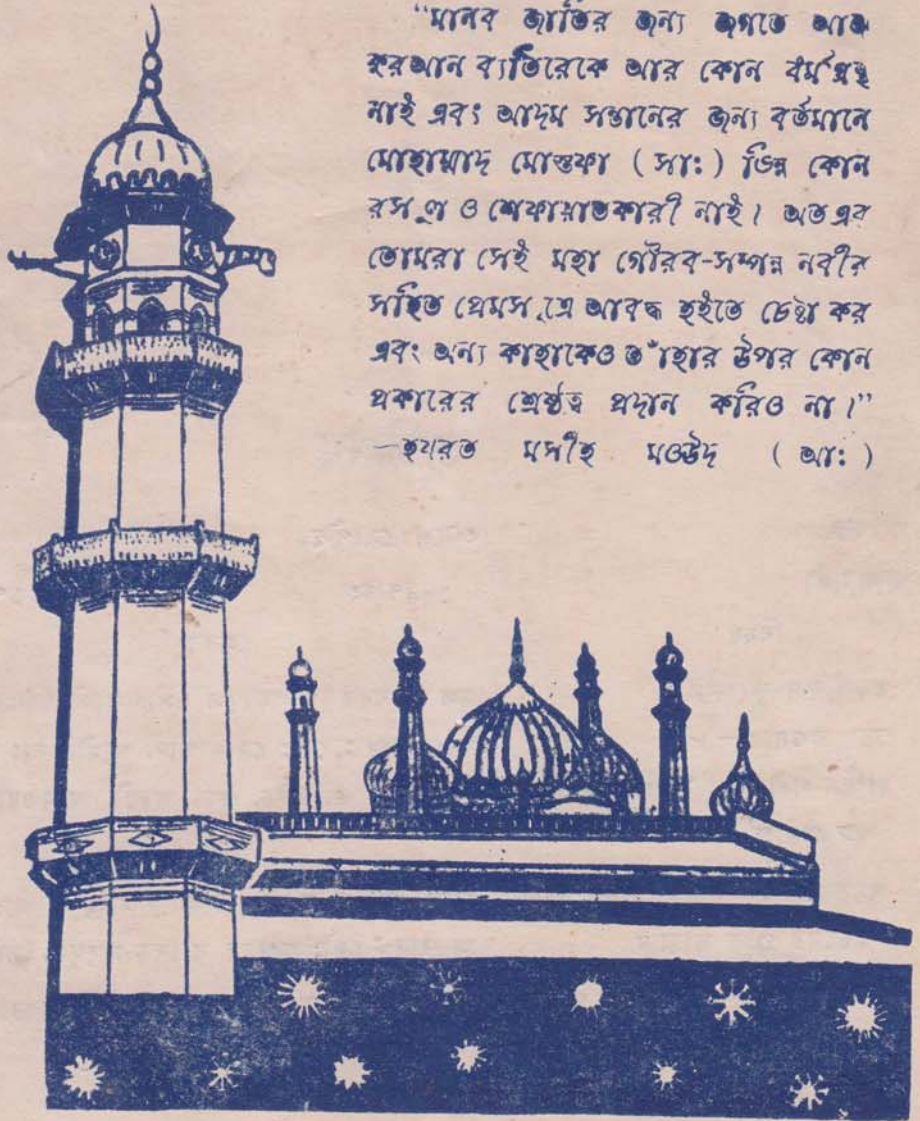 “মানব জাতির জন্য জগতে আজ
কুরআন ব্যতিরেকে আর কোন ধর্মগ্রন্থ
নাই এবং আদম সন্তানের জন্য বর্তমানে
মোহাম্মাদ মোস্তফা ( সাঃ ) ভিন্ন কোন
রসূল ও শেফায়াতকারী নাই। অতএব
তোমরা সেই মহা গৌরব-সম্পন্ন নবীর
সহিত প্রেমসূত্রে আবদ্ধ হইতে চেষ্টা কর
এবং অন্য কাহাকেও তাঁহার উপর কোন
প্রকারের শ্রেষ্ঠত্ব প্রদান করিও না।”
—হযরত মসীহ মওউদ ( আঃ )